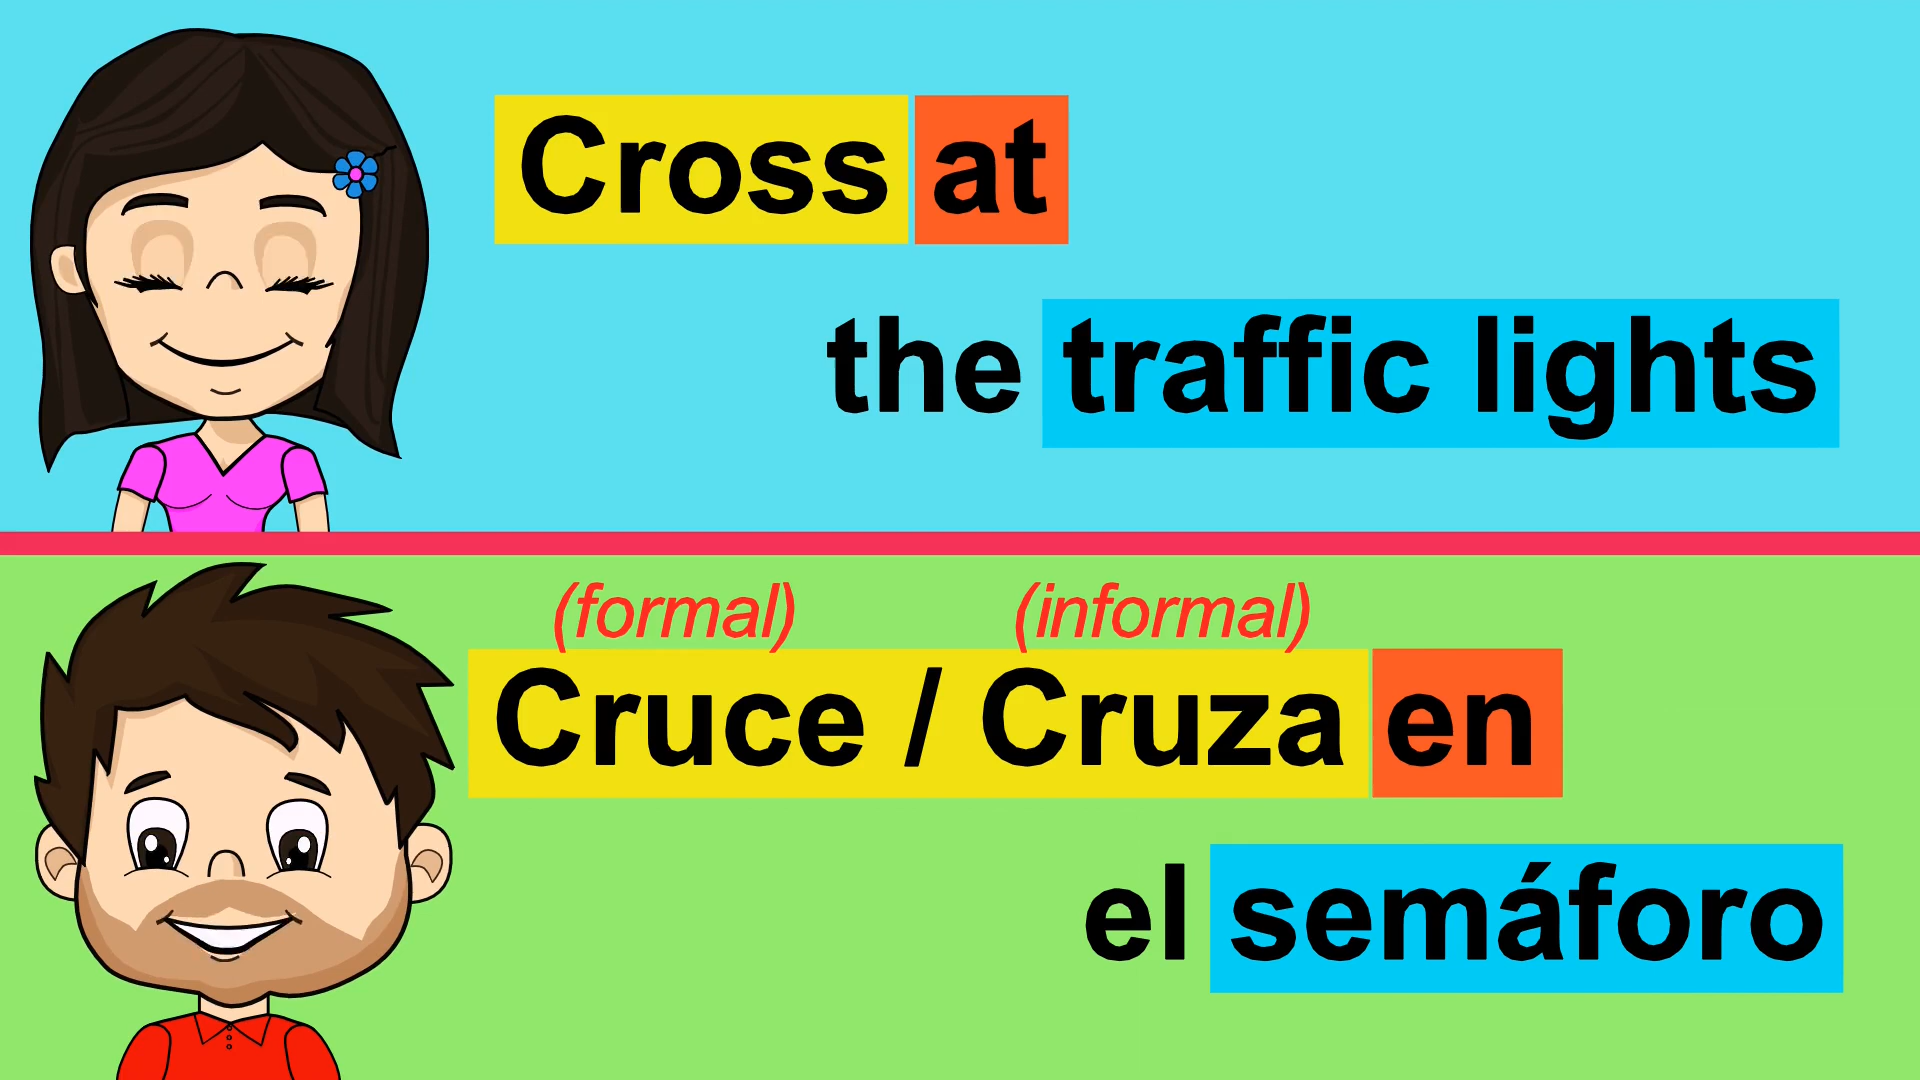 Cross at
the traffic lights
(formal) (informal)
Cruce / Cruza en
el semáforo